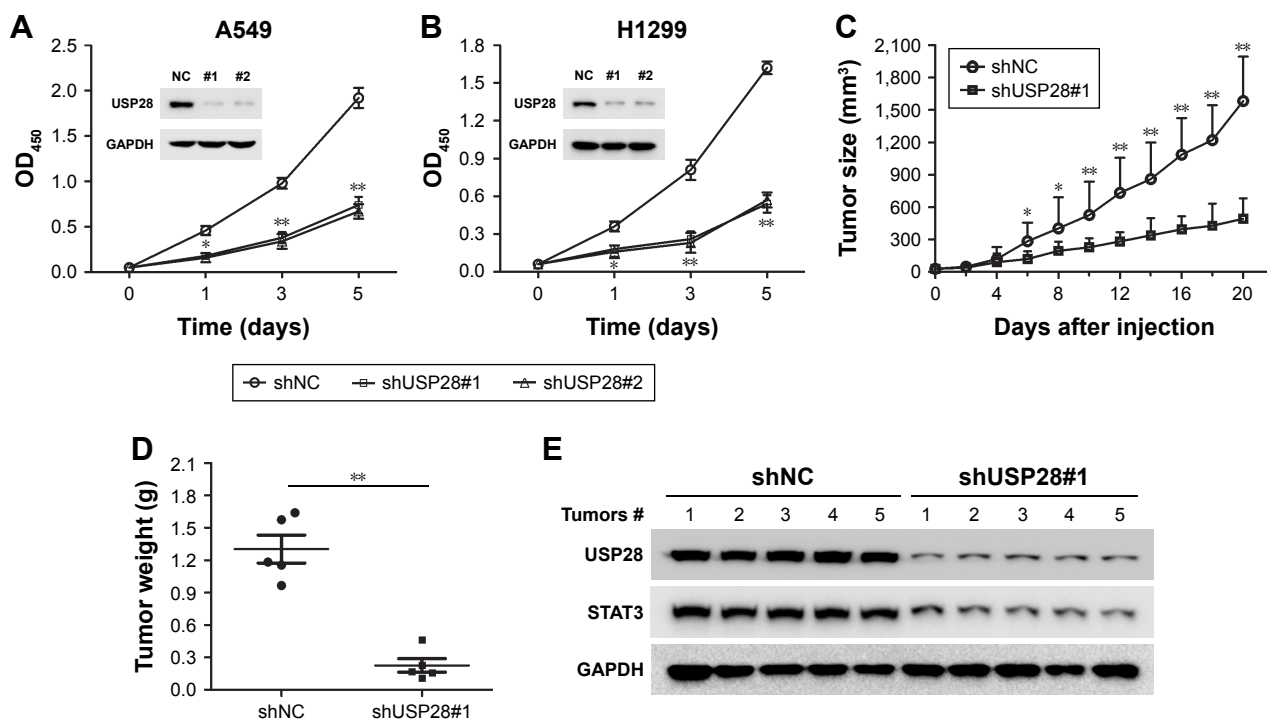 A
A549
2.5
2.0
1.5
1.0
0.5
0.0
OD450
NC #1 #2
USP28
GAPDH
*
**
**
0 1 3 5
Time (days)
B
H1299
1.8
1.5
1.2
0.9
0.6
0.3
0.0
OD450
NC #1 #2
USP28
GAPDH
*
**
**
0 1 3 5
Time (days)
C
2,100
1,800
1,500
1,200
900
600
300
0
Tumor size (mm³)
shNC
shUSP28#1
*
*
**
**
**
**
**
**
0 4 8 12 16 20
Days after injection
shNC shUSP28#1 shUSP28#2
D
2.1
1.8
1.5
1.2
0.9
0.6
0.3
0.0
Tumor weight (g)
**
shNC shUSP28#1
E
shNC shUSP28#1
Tumors # 1 2 3 4 5 1 2 3 4 5
USP28
STAT3
GAPDH